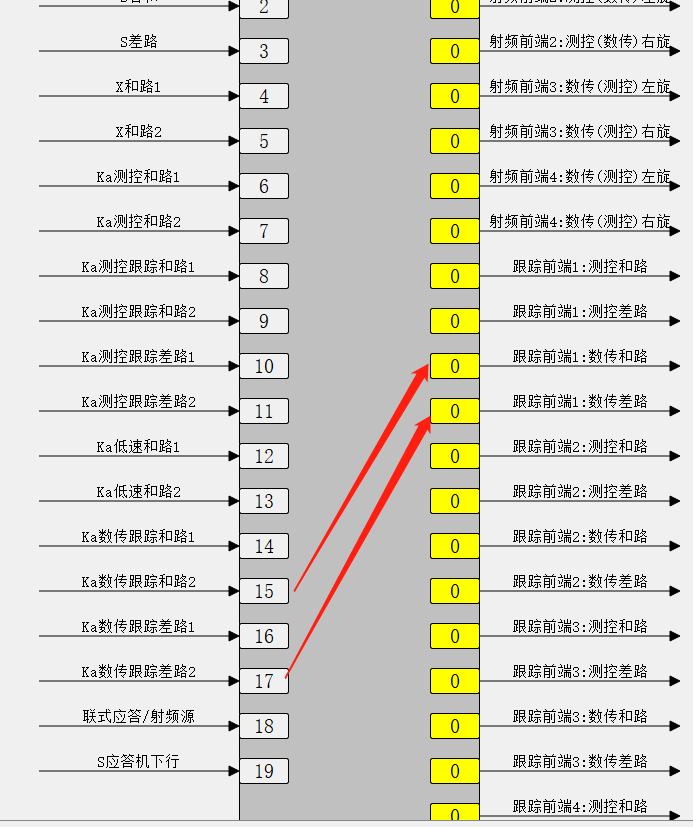 2 0
S差路 3 0 射频前端2:测控(数传)右旋
X和路1 4 0 射频前端3:数传(测控)左旋
X和路2 5 0 射频前端3:数传(测控)右旋
Ka测控和路1 6 0 射频前端4:数传(测控)左旋
Ka测控和路2 7 0 射频前端4:数传(测控)右旋
Ka测控跟踪和路1 8 0 跟踪前端1:测控和路
Ka测控跟踪和路2 9 0 跟踪前端1:测控差路
Ka测控跟踪差路1 10 0 跟踪前端1:数传和路
Ka测控跟踪差路2 11 0 跟踪前端1:数传差路
Ka低速和路1 12 0 跟踪前端2:测控和路
Ka低速和路2 13 0 跟踪前端2:测控差路
Ka数传跟踪和路1 14 0 跟踪前端2:数传和路
Ka数传跟踪和路2 15 0 跟踪前端2:数传差路
Ka数传跟踪差路1 16 0 跟踪前端3:测控和路
Ka数传跟踪差路2 17 0 跟踪前端3:测控差路
联式应答/射频源 18 0 跟踪前端3:数传和路
S应答机下行 19 0 跟踪前端3:数传差路
0 跟踪前端4:测控和路